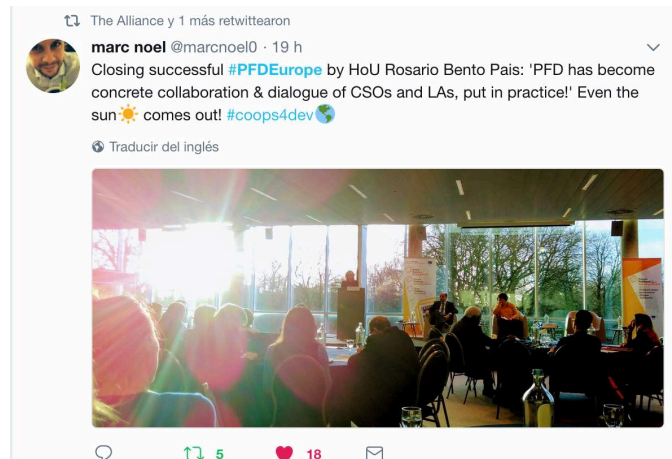 The Alliance y 1 más retwittearon
marc noel @marcnoel0 · 19 h
Closing successful #PFDEurope by HoU Rosario Bento Pais: 'PFD has become
concrete collaboration & dialogue of CSOs and LAs, put in practice!' Even the
sun☀️ comes out! #coops4dev🌎
Traducir del inglés
5 18